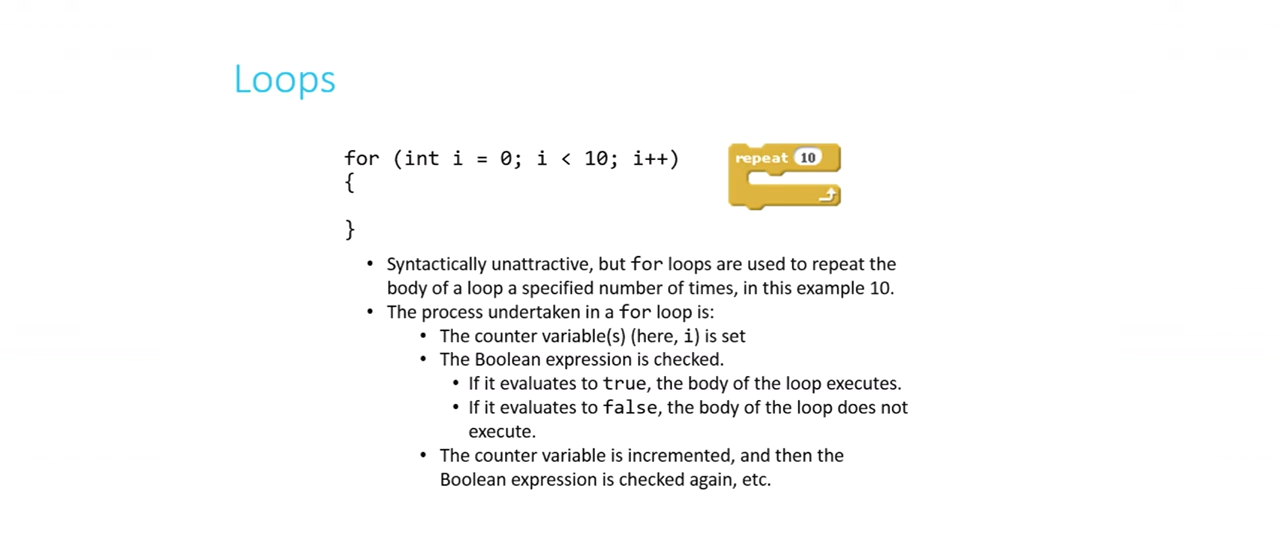 Loops
for (int i = 0; i < 10; i++)
{
}
repeat 10
• Syntactically unattractive, but for loops are used to repeat the
body of a loop a specified number of times, in this example 10.
• The process undertaken in a for loop is:
• The counter variable(s) (here, i) is set
• The Boolean expression is checked.
• If it evaluates to true, the body of the loop executes.
• If it evaluates to false, the body of the loop does not
execute.
• The counter variable is incremented, and then the
Boolean expression is checked again, etc.